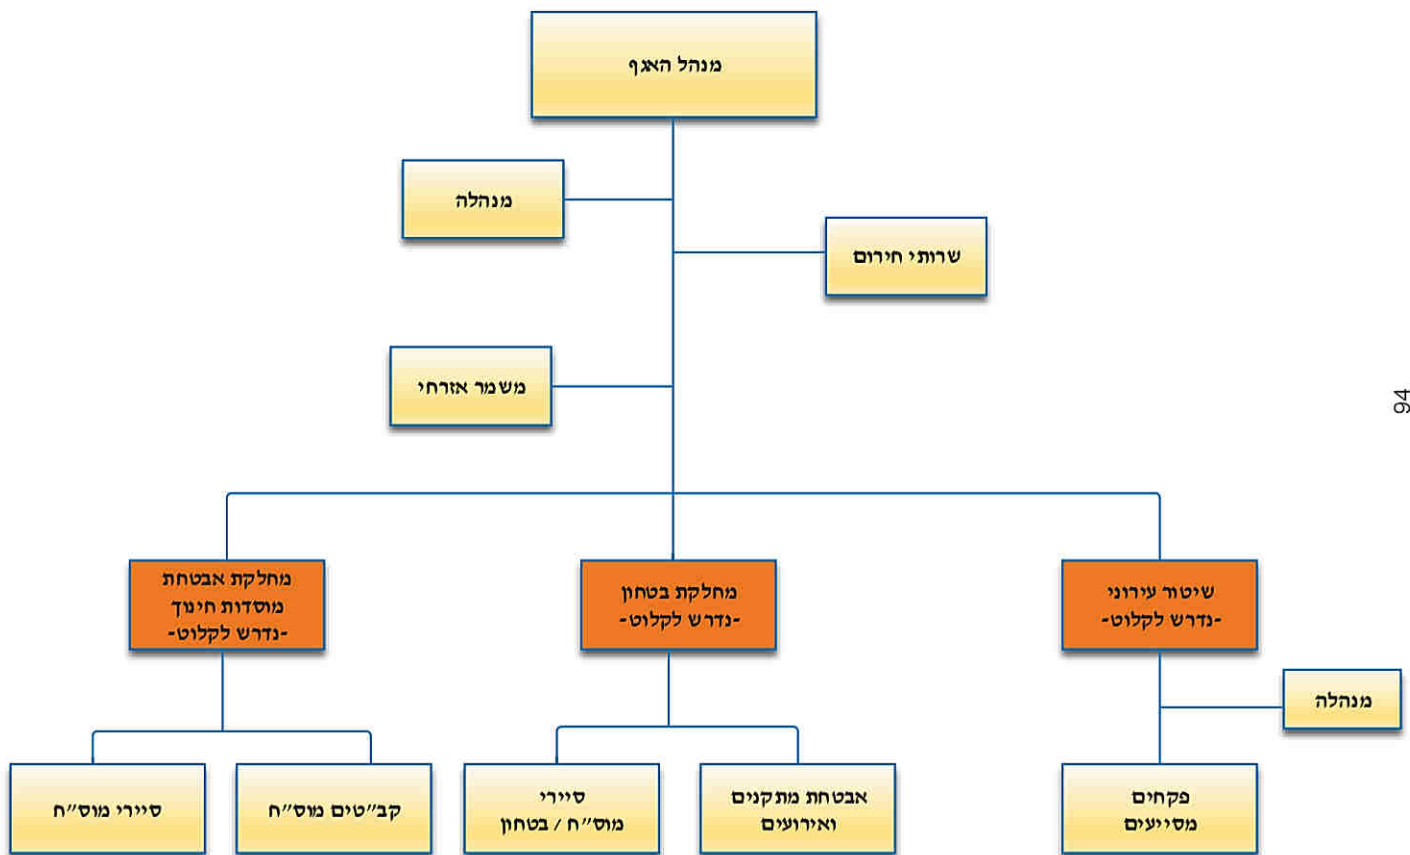 מנהל האגף
מנהלה
שרותי חירום
משמר אזרחי
94
שיטור עירוני
-נדרש לקלוט-
מחלקת בטחון
-נדרש לקלוט-
מחלקת אבטחת
מוסדות חינוך
-נדרש לקלוט-
מנהלה
פקחים
מסייעים
אבטחת מתקנים
ואירועים
סיירי
מוס״ח / בטחון
קב״טים מוס״ח
סיירי מוס״ח